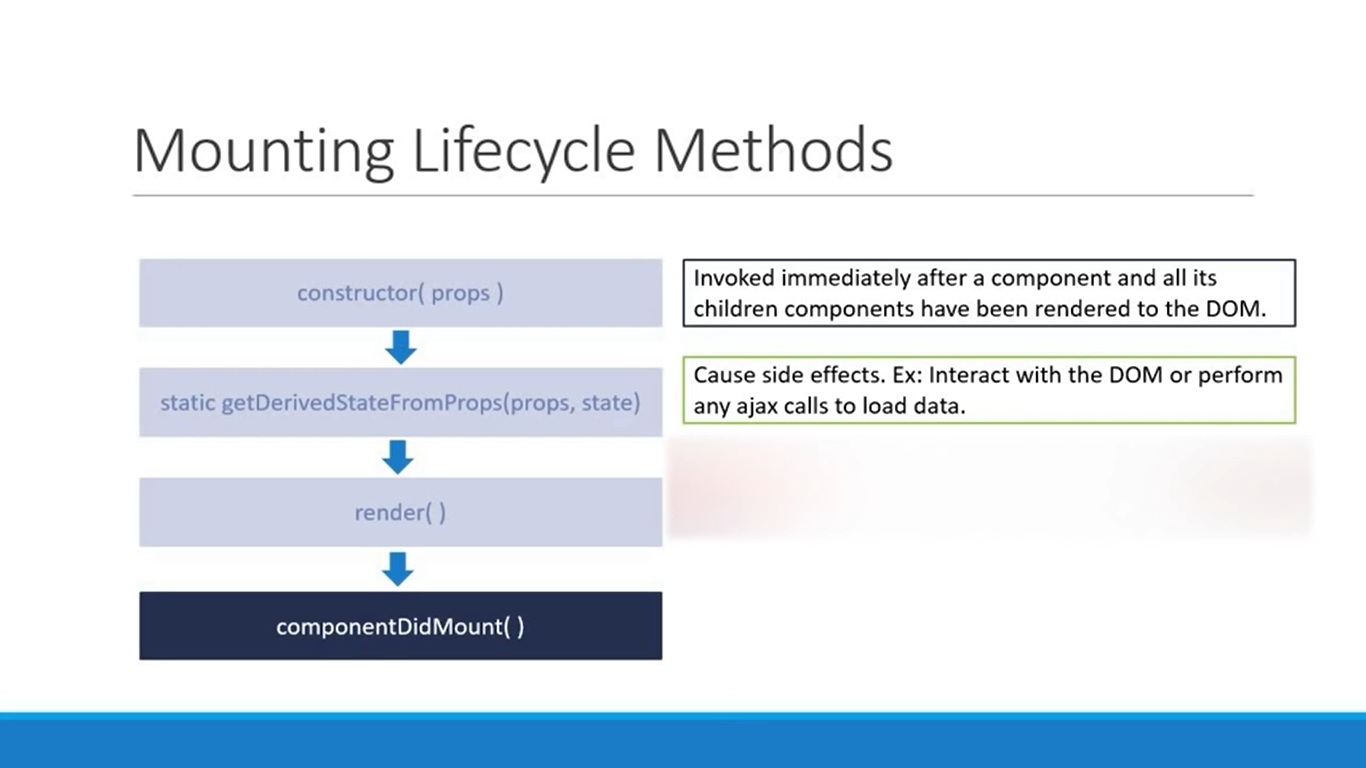 Mounting Lifecycle Methods
constructor( props )
static getDerivedStateFromProps(props, state)
render( )
componentDidMount( )
Invoked immediately after a component and all its
children components have been rendered to the DOM.
Cause side effects. Ex: Interact with the DOM or perform
any ajax calls to load data.